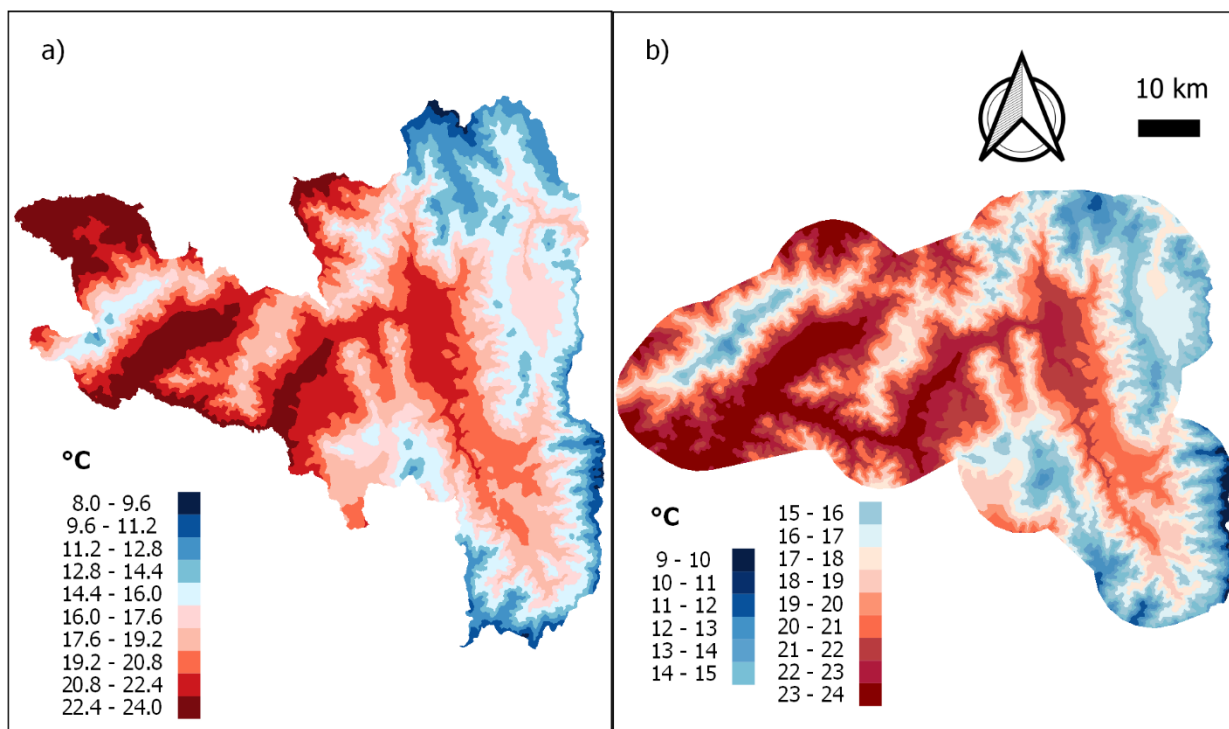 a)
°C
8.0 - 9.6
9.6 - 11.2
11.2 - 12.8
12.8 - 14.4
14.4 - 16.0
16.0 - 17.6
17.6 - 19.2
19.2 - 20.8
20.8 - 22.4
22.4 - 24.0
b)
10 km
°C
9 - 10
10 - 11
11 - 12
12 - 13
13 - 14
14 - 15
15 - 16
16 - 17
17 - 18
18 - 19
19 - 20
20 - 21
21 - 22
22 - 23
23 - 24